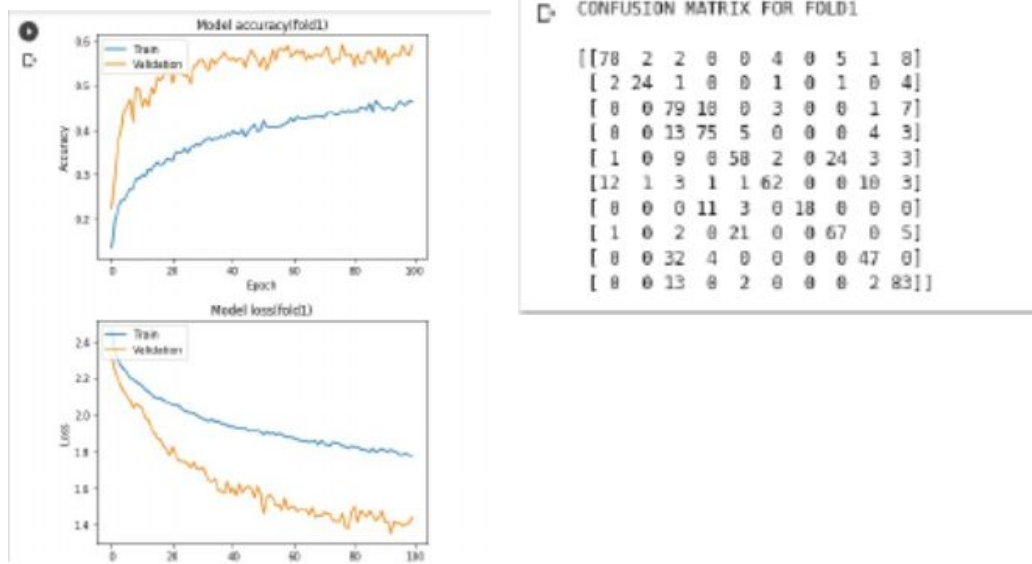 Model accuracy(fold1)
Train
Validation
0.6
0.5
0.4
0.3
0.2
Accuracy
0 20 40 60 80 100
Epoch
Model loss(fold1)
Train
Validation
2.4
2.2
2.0
1.8
1.6
1.4
Loss
0 20 40 60 80 100
CONFUSION MATRIX FOR FOLD1
[[78 2 2 0 0 4 0 5 1 8]
[ 2 24 1 0 0 1 0 1 0 4]
[ 0 0 79 10 0 3 0 0 1 7]
[ 0 0 13 75 5 0 0 0 4 3]
[ 1 0 9 0 58 2 0 24 3 3]
[12 1 3 1 1 62 0 0 10 3]
[ 0 0 0 11 3 0 18 0 0 0]
[ 1 0 2 0 21 0 0 67 0 5]
[ 0 0 32 4 0 0 0 0 47 0]
[ 0 0 13 0 2 0 0 0 2 83]]